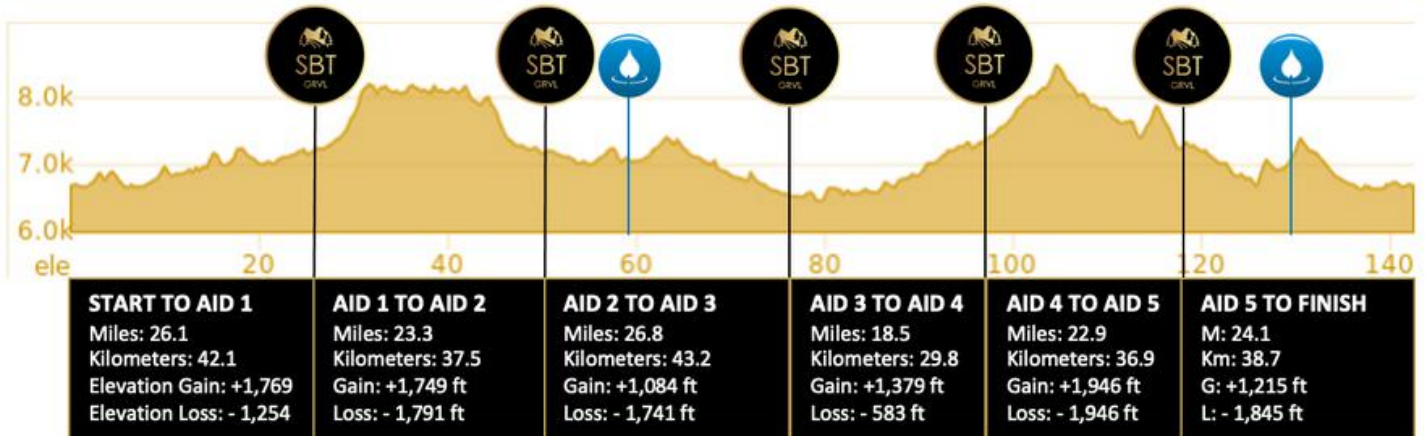 SBT
GRVL
SBT
GRVL
SBT
GRVL
SBT
GRVL
SBT
GRVL
8.0k
7.0k
6.0k
ele 20 40 60 80 100 120 140
START TO AID 1
Miles: 26.1
Kilometers: 42.1
Elevation Gain: +1,769
Elevation Loss: - 1,254
AID 1 TO AID 2
Miles: 23.3
Kilometers: 37.5
Gain: +1,749 ft
Loss: - 1,791 ft
AID 2 TO AID 3
Miles: 26.8
Kilometers: 43.2
Gain: +1,084 ft
Loss: - 1,741 ft
AID 3 TO AID 4
Miles: 18.5
Kilometers: 29.8
Gain: +1,379 ft
Loss: - 583 ft
AID 4 TO AID 5
Miles: 22.9
Kilometers: 36.9
Gain: +1,946 ft
Loss: - 1,946 ft
AID 5 TO FINISH
M: 24.1
Km: 38.7
G: +1,215 ft
L: - 1,845 ft